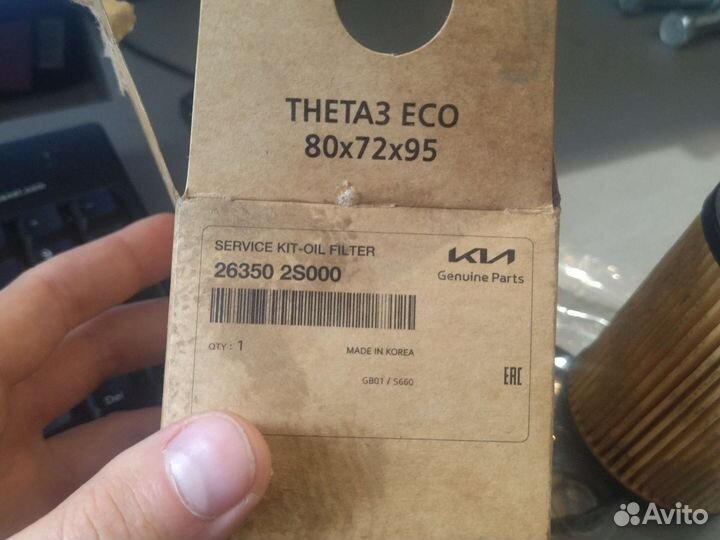 THETA3 ECO
80x72x95
SERVICE KIT-OIL FILTER
26350 2S000
KIA
Genuine Parts
QTY : 1
MADE IN KOREA
GB01 / S660
EAC
Del
Avito